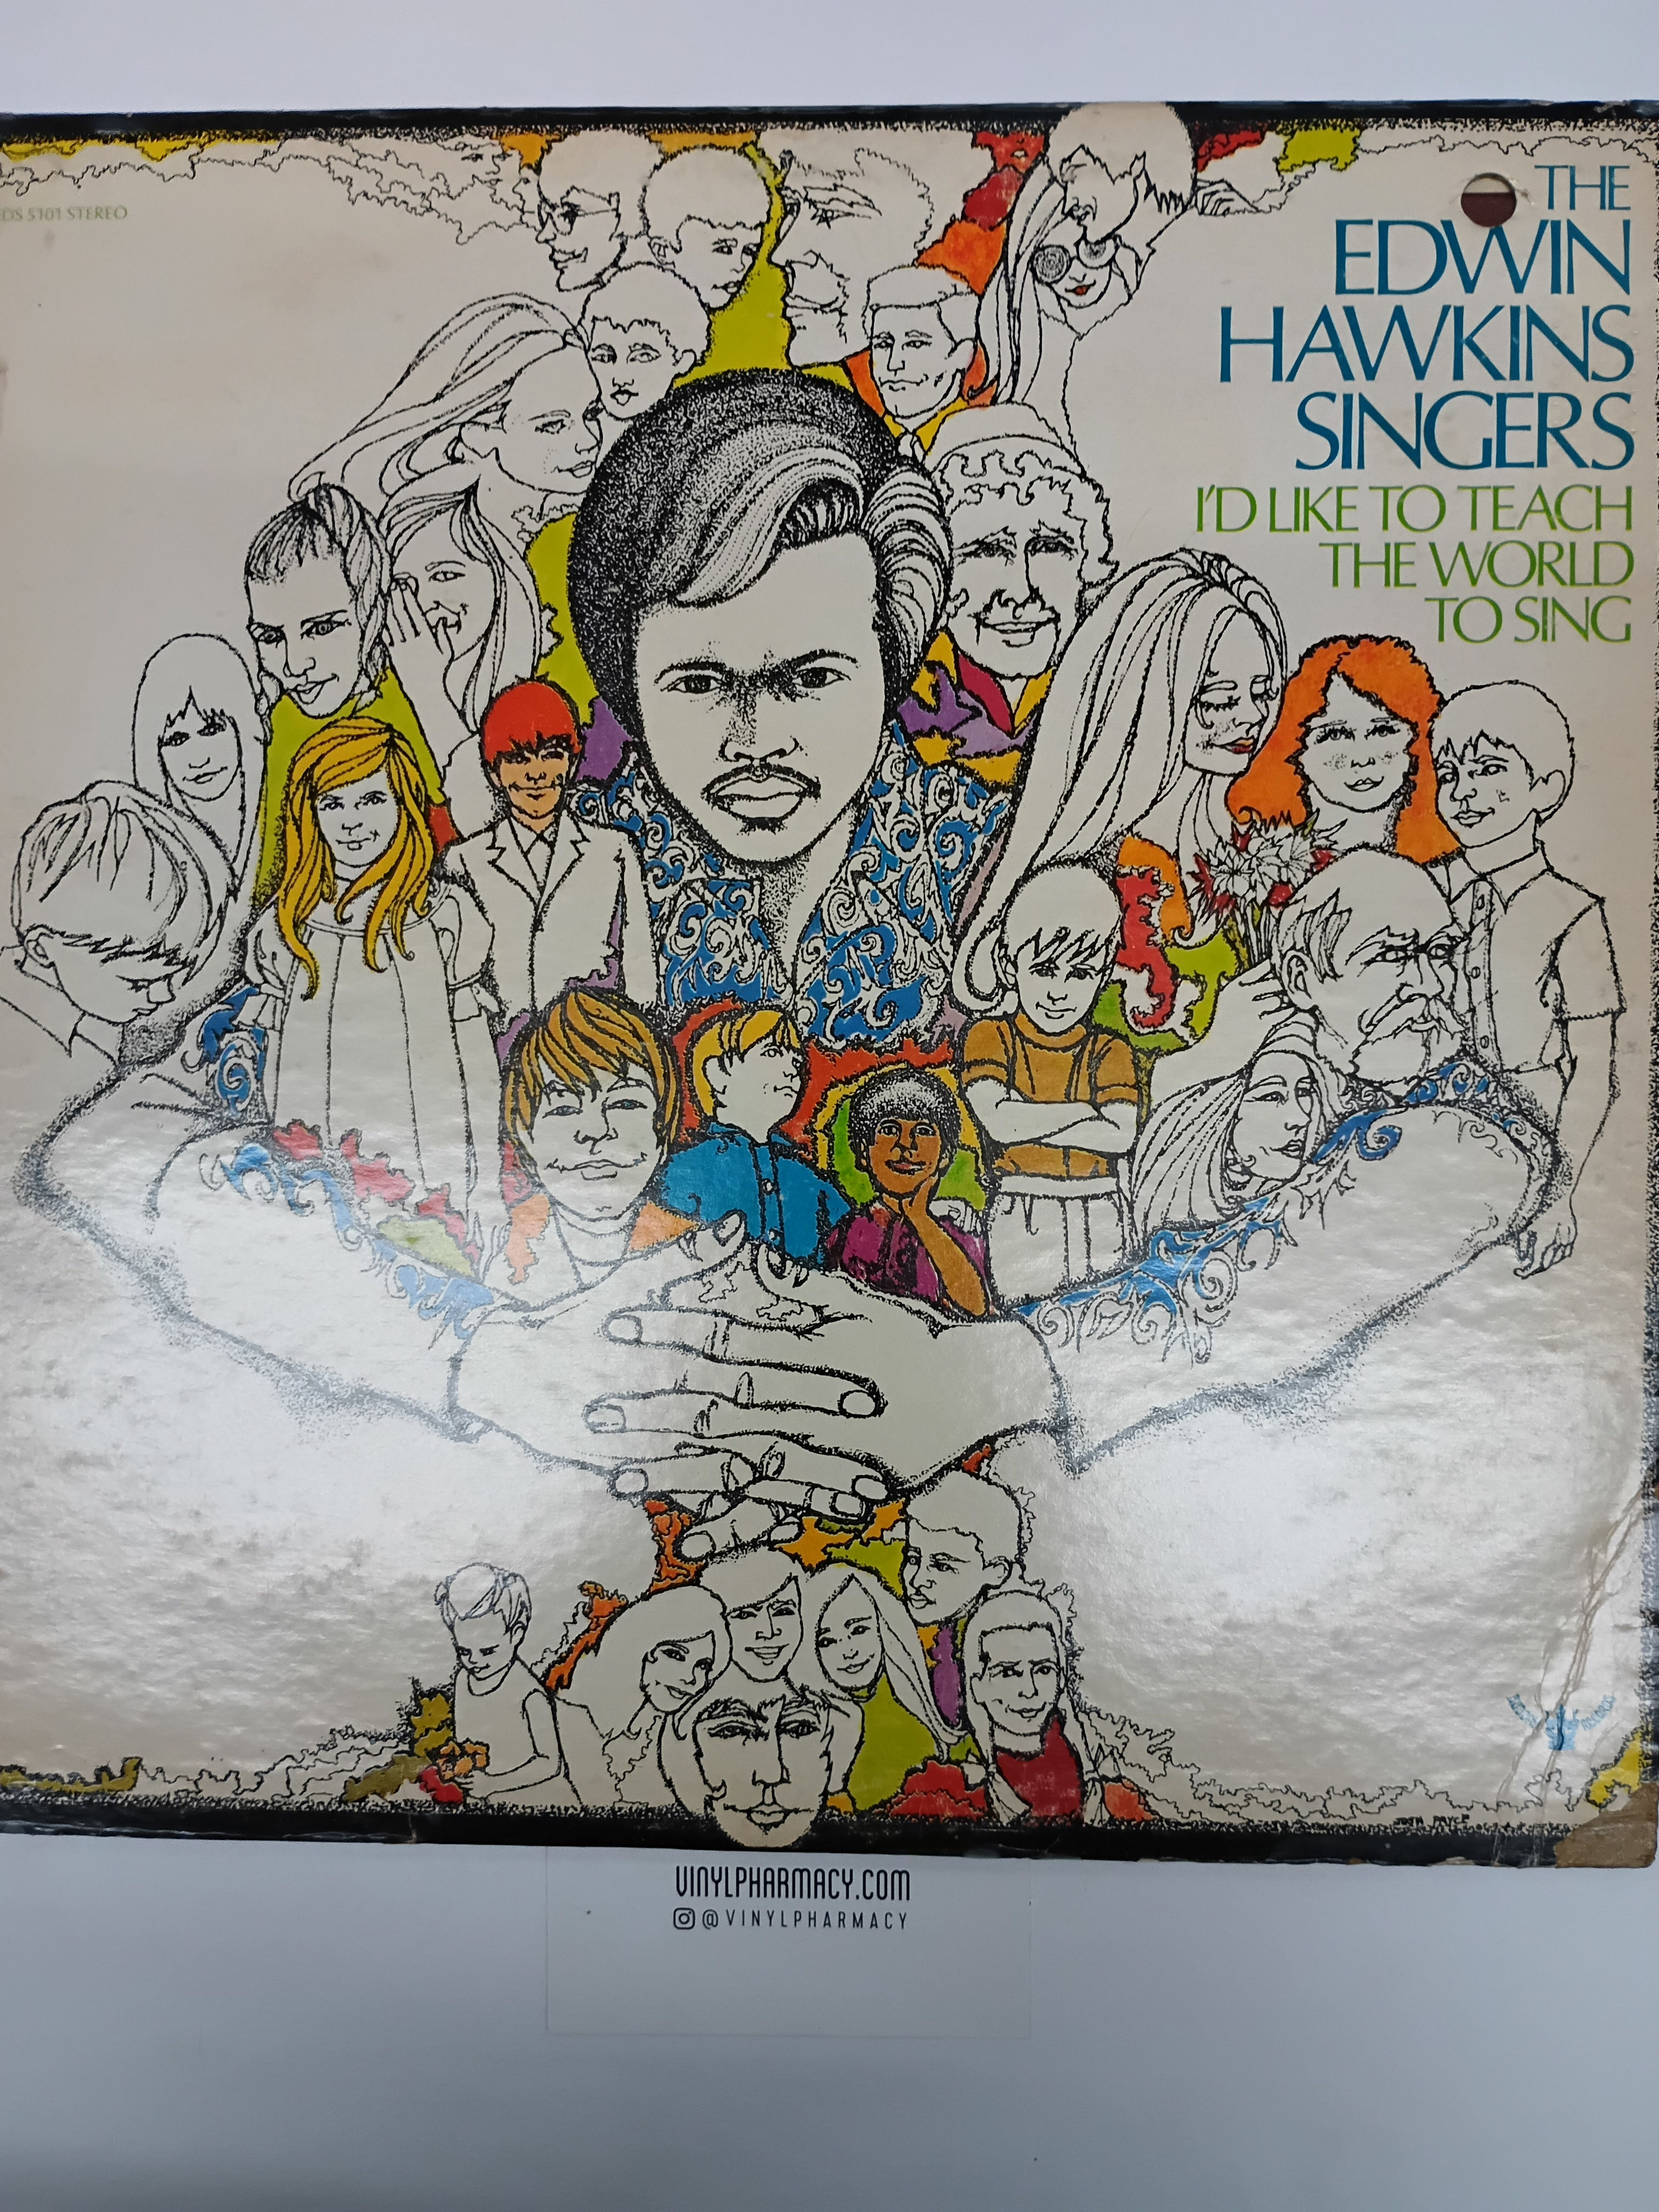 DS 5101 STEREO
THE
EDWIN
HAWKINS
SINGERS
I'D LIKE TO TEACH
THE WORLD
TO SING
VINYLPHARMACY.COM
@VINYLPHARMACY